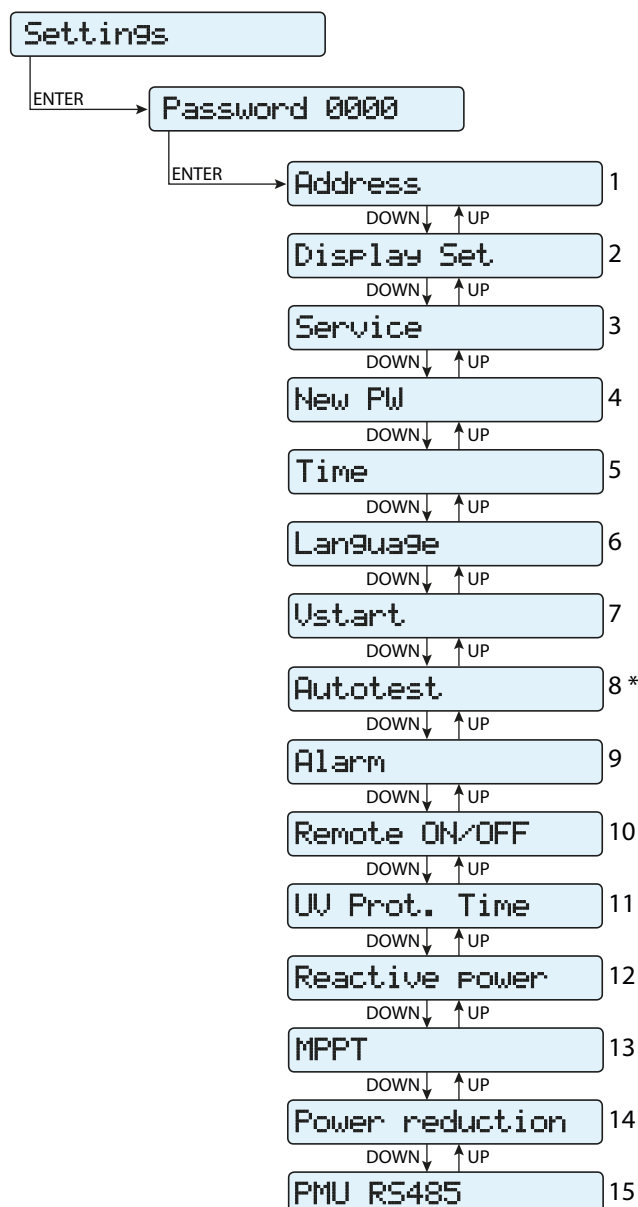 Settings
ENTER
Password 0000
ENTER
Address 1
DOWN UP
Display Set. 2
DOWN UP
Service 3
DOWN UP
New PW 4
DOWN UP
Time 5
DOWN UP
Language 6
DOWN UP
Vstart 7
DOWN UP
Autotest 8 *
DOWN UP
Alarm 9
DOWN UP
Remote ON/OFF 10
DOWN UP
UV Prot. Time 11
DOWN UP
Reactive power 12
DOWN UP
MPPT 13
DOWN UP
Power reduction 14
DOWN UP
PMU RS485 15